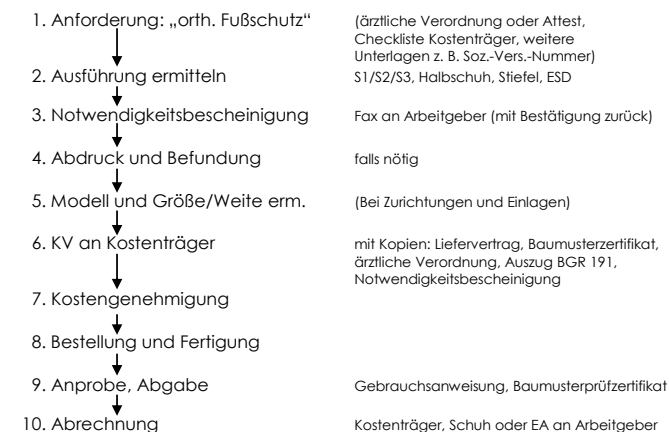 1. Anforderung: „orth. Fußschutz“ (ärztliche Verordnung oder Attest,
Checkliste Kostenträger, weitere
Unterlagen z. B. Soz.-Vers.-Nummer)
2. Ausführung ermitteln S1/S2/S3, Halbschuh, Stiefel, ESD
3. Notwendigkeitsbescheinigung Fax an Arbeitgeber (mit Bestätigung zurück)
4. Abdruck und Befundung falls nötig
5. Modell und Größe/Weite erm. (Bei Zurichtungen und Einlagen)
6. KV an Kostenträger mit Kopien: Liefervertrag, Baumusterzertifikat,
ärztliche Verordnung, Auszug BGR 191,
Notwendigkeitsbescheinigung
7. Kostengenehmigung
8. Bestellung und Fertigung
9. Anprobe, Abgabe Gebrauchsanweisung, Baumusterprüfzertifikat
10. Abrechnung Kostenträger, Schuh oder EA an Arbeitgeber